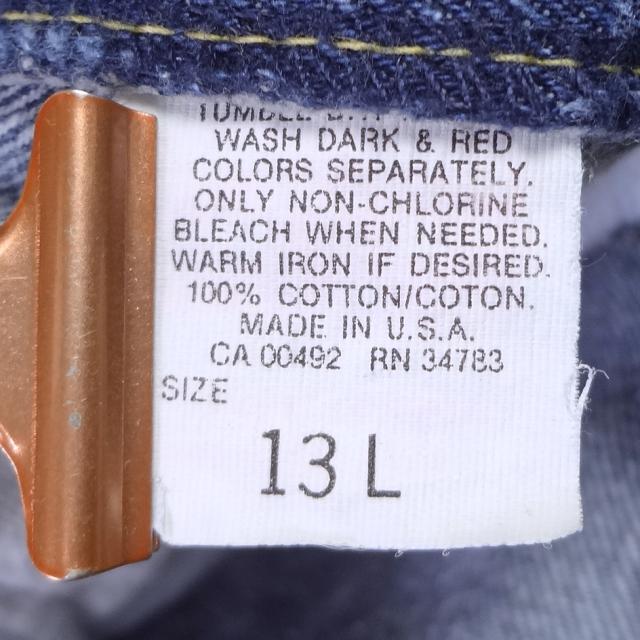 WASH DARK & RED
COLORS SEPARATELY.
ONLY NON-CHLORINE
BLEACH WHEN NEEDED.
WARM IRON IF DESIRED.
100% COTTON/COTON.
MADE IN U.S.A.
CA 00492 RN 34783
SIZE
13 L